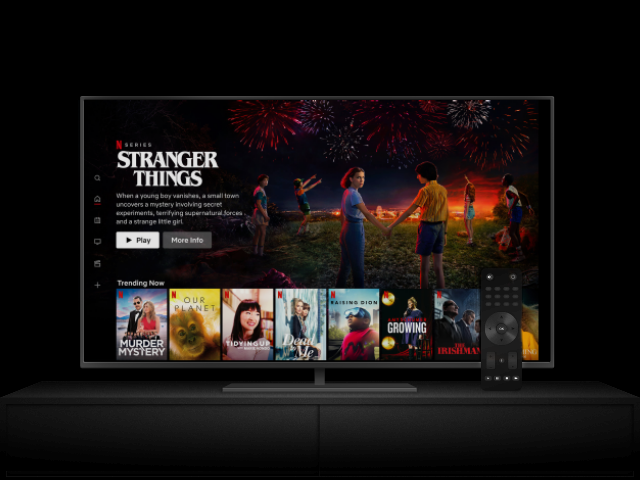 N SERIES
STRANGER
THINGS
When a young boy vanishes, a small town
uncovers a mystery involving secret
experiments, terrifying supernatural forces
and a strange little girl.
Play
More Info
Trending Now
MURDER
MYSTERY
OUR
PLANET
TIDYING UP
Dead to
Me
RAISING DION
GROWING
THE
IRISHMAN